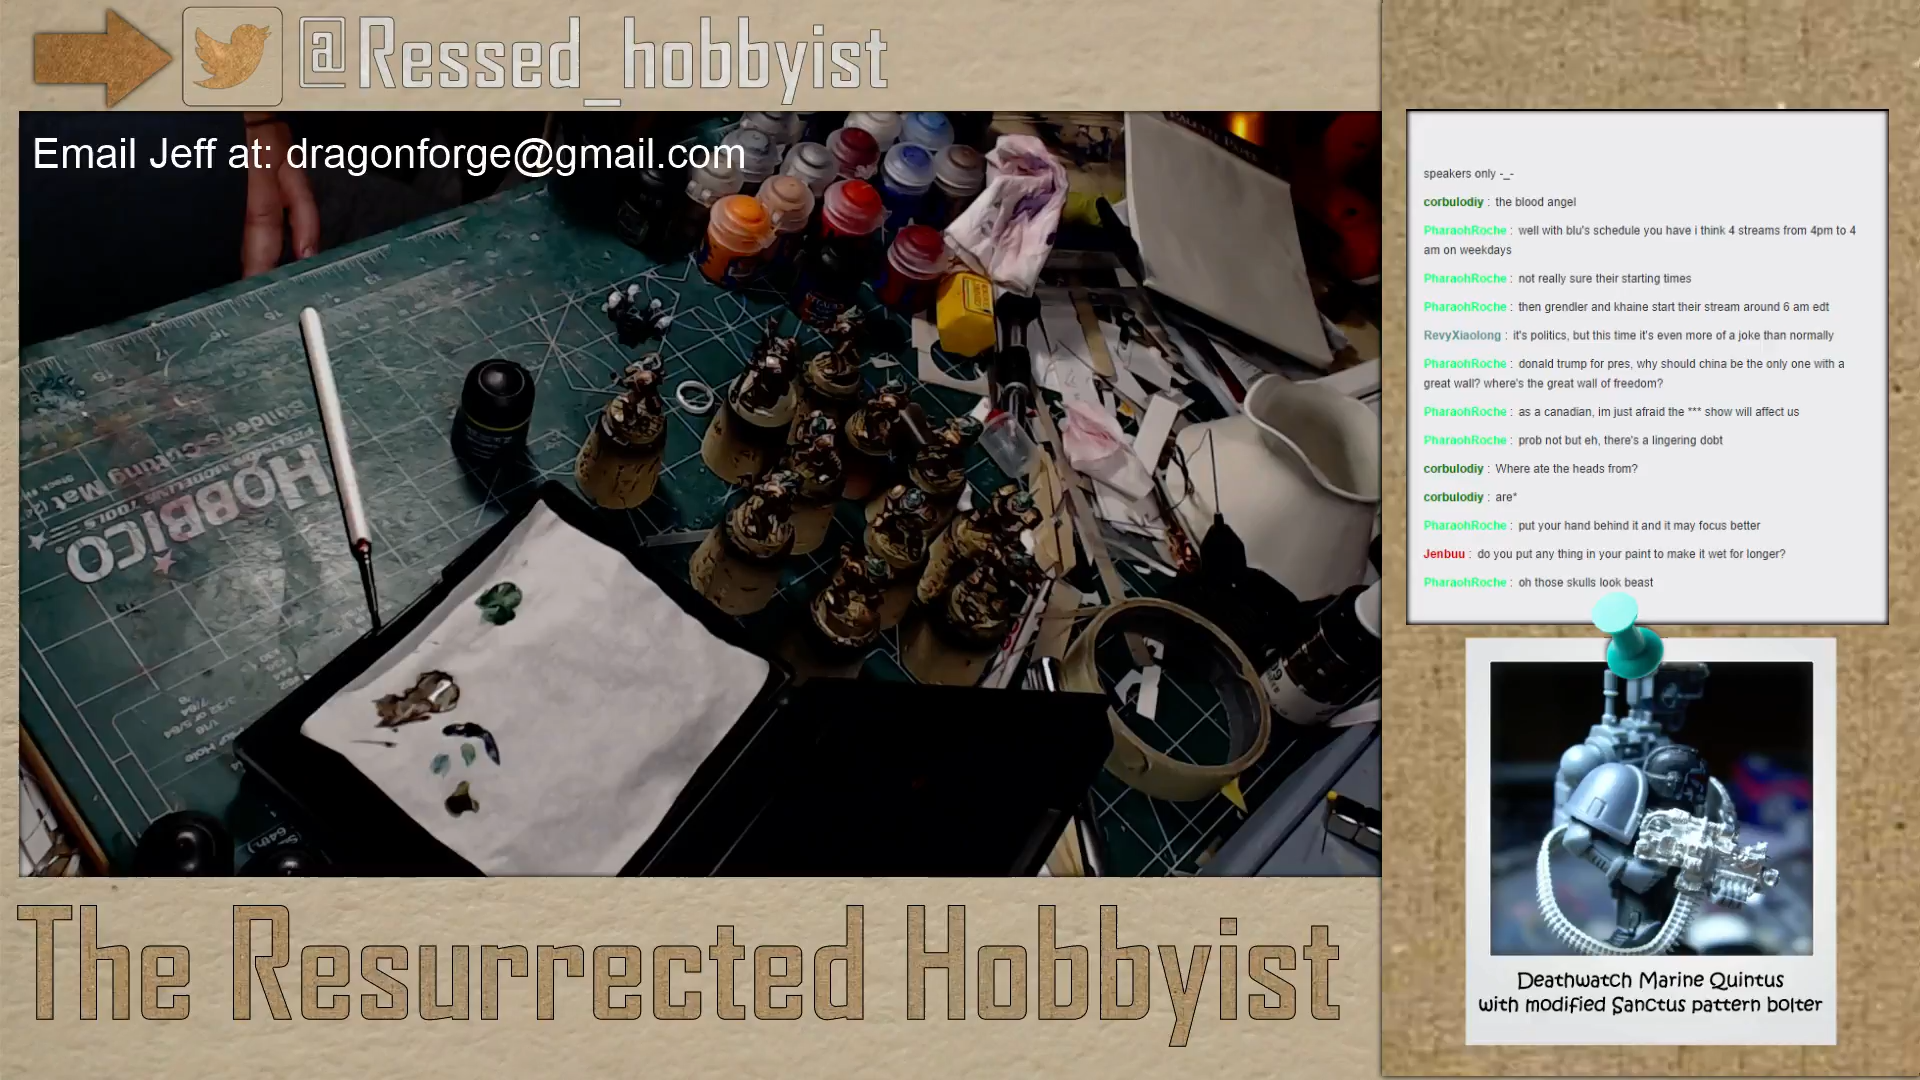 @Ressed_hobbyist
Email Jeff at: dragonforge@gmail.com
HOBBICO
TOOLS
The Resurrected Hobbyist
speakers only -_-
corbulodiy : the blood angel
PharaohRoche : well with blu's schedule you have i think 4 streams from 4pm to 4
am on weekdays
PharaohRoche : not really sure their starting times
PharaohRoche : then grendler and khaine start their stream around 6 am edt
RevyXiaolong : it's politics, but this time it's even more of a joke than normally
PharaohRoche : donald trump for pres, why should china be the only one with a
great wall? where's the great wall of freedom?
PharaohRoche : as a canadian, im just afraid the *** show will affect us
PharaohRoche : prob not but eh, there's a lingering dobt
corbulodiy : Where ate the heads from?
corbulodiy : are*
PharaohRoche : put your hand behind it and it may focus better
Jenbuu : do you put any thing in your paint to make it wet for longer?
PharaohRoche : oh those skulls look beast
Deathwatch Marine Quintus
with modified Sanctus pattern bolter